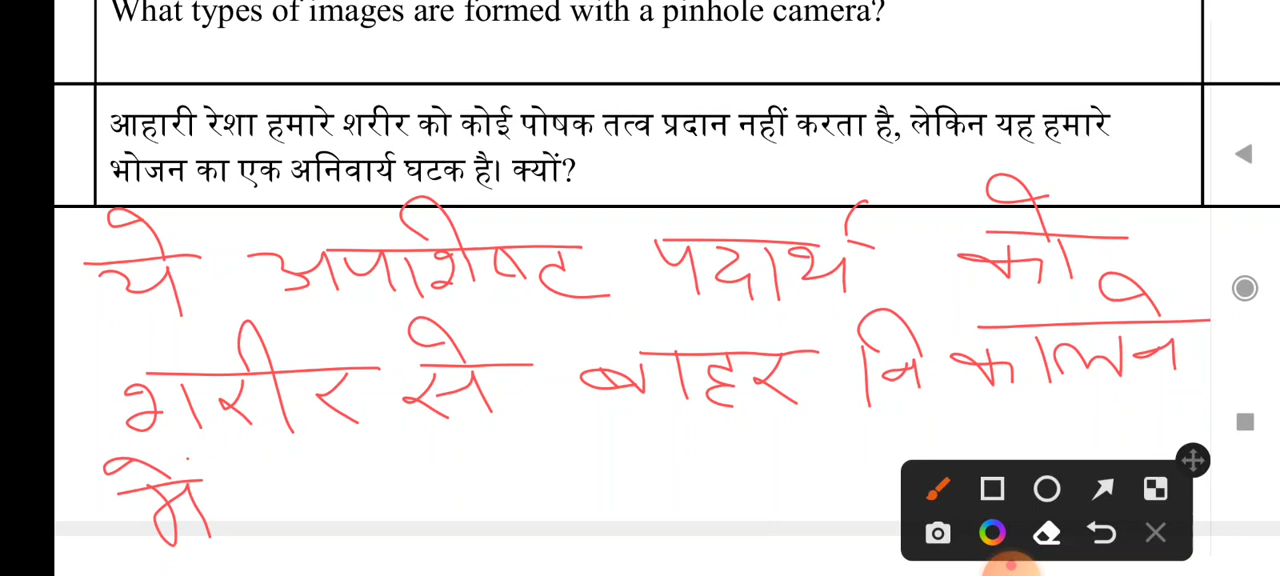 What types of images are formed with a pinhole camera?
आहारी रेशा हमारे शरीर को कोई पोषक तत्व प्रदान नहीं करता है, लेकिन यह हमारे
भोजन का एक अनिवार्य घटक है। क्यों?
ये अपशिष्ट पदार्थ को
शरीर से बाहर निकालने
में